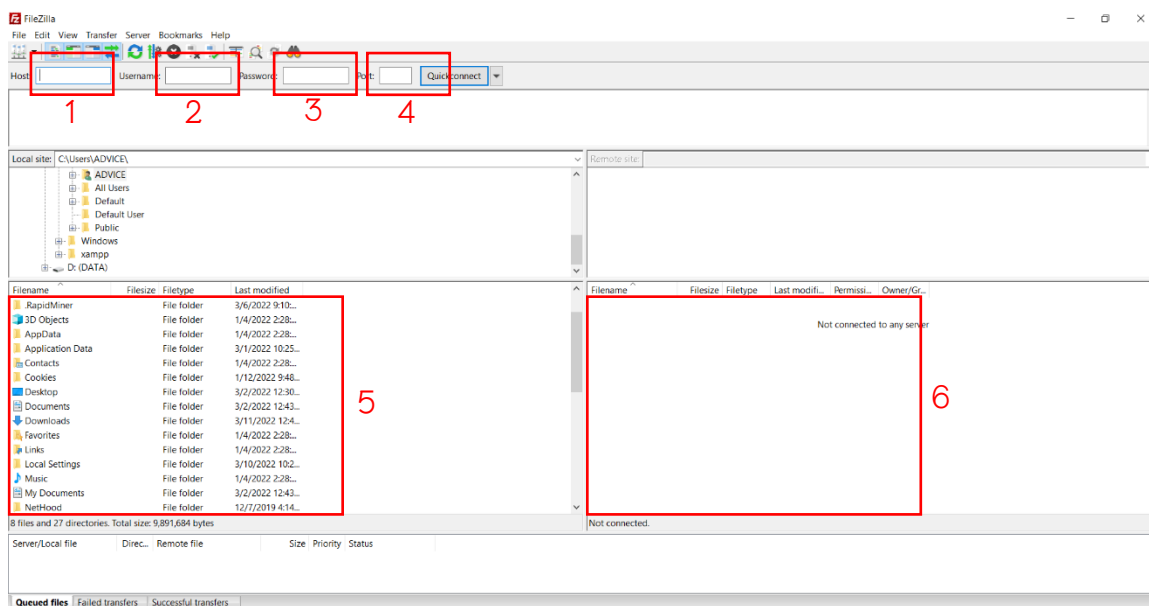 FileZilla
File Edit View Transfer Server Bookmarks Help
Host: Username: Password: Port: Quickconnect
1 2 3 4
Local site: C:\Users\ADVICE\ Remote site:
ADVICE
All Users
Default
Default User
Public
Windows
xampp
D: (DATA)
Filename Filesize Filetype Last modified
.RapidMiner File folder 3/6/2022 9:10:...
3D Objects File folder 1/4/2022 2:28:...
AppData File folder 1/4/2022 2:28:...
Application Data File folder 3/1/2022 10:25...
Contacts File folder 1/4/2022 2:28:...
Cookies File folder 1/12/2022 9:48...
Desktop File folder 3/2/2022 12:30...
Documents File folder 3/2/2022 12:43...
Downloads File folder 3/11/2022 12:4...
Favorites File folder 1/4/2022 2:28:...
Links File folder 1/4/2022 2:28:...
Local Settings File folder 3/10/2022 10:2...
Music File folder 1/4/2022 2:28:...
My Documents File folder 3/2/2022 12:43...
NetHood File folder 12/7/2019 4:14...
5
8 files and 27 directories. Total size: 9,891,684 bytes
Filename Filesize Filetype Last modifi... Permissi... Owner/Gr...
Not connected to any server
6
Not connected.
Server/Local file Direc... Remote file Size Priority Status
Queued files Failed transfers Successful transfers